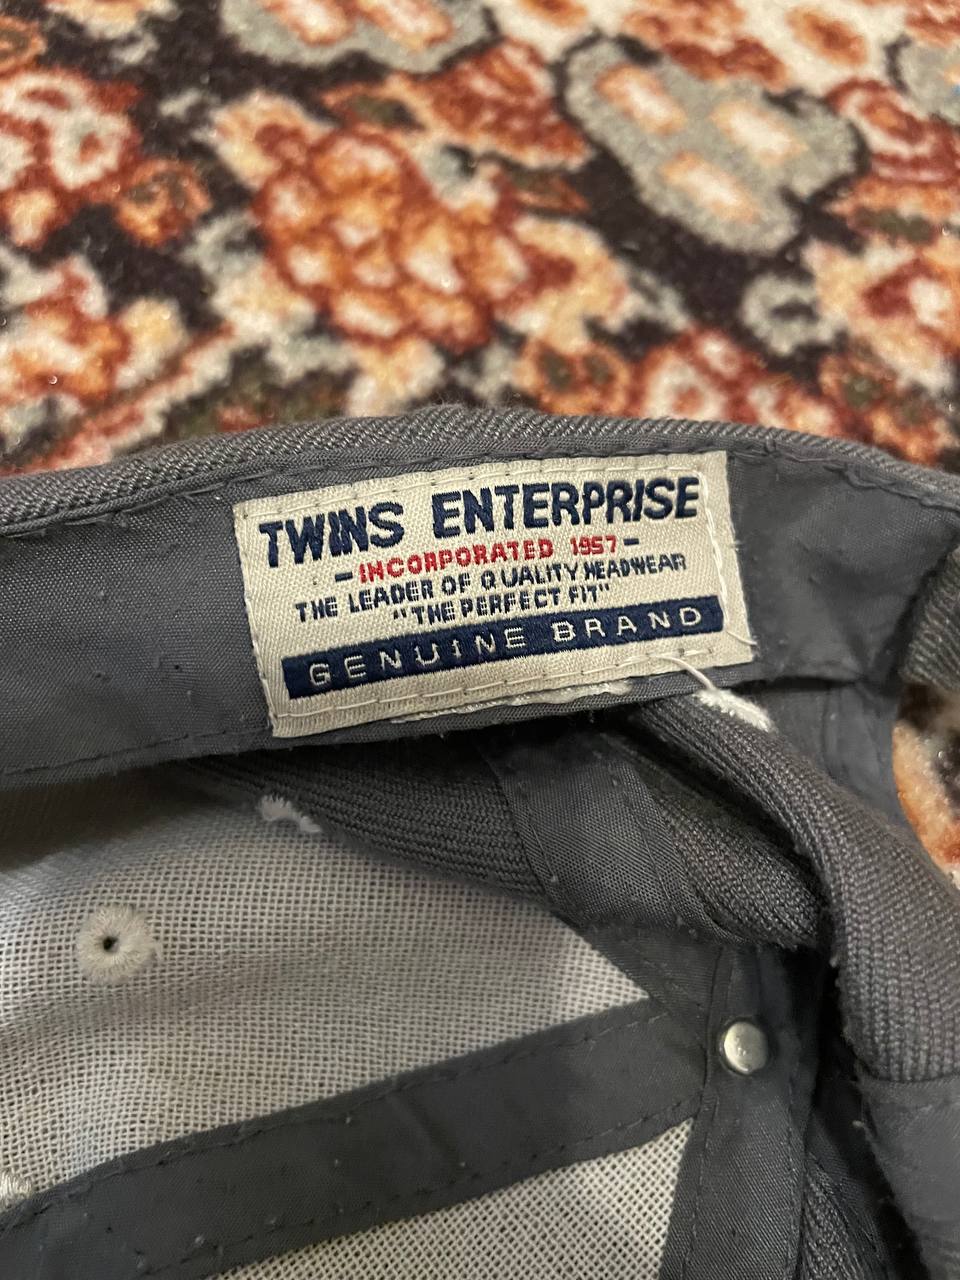 TWINS ENTERPRISE
- INCORPORATED 1957 -
THE LEADER OF QUALITY HEADWEAR
"THE PERFECT FIT"
GENUINE BRAND